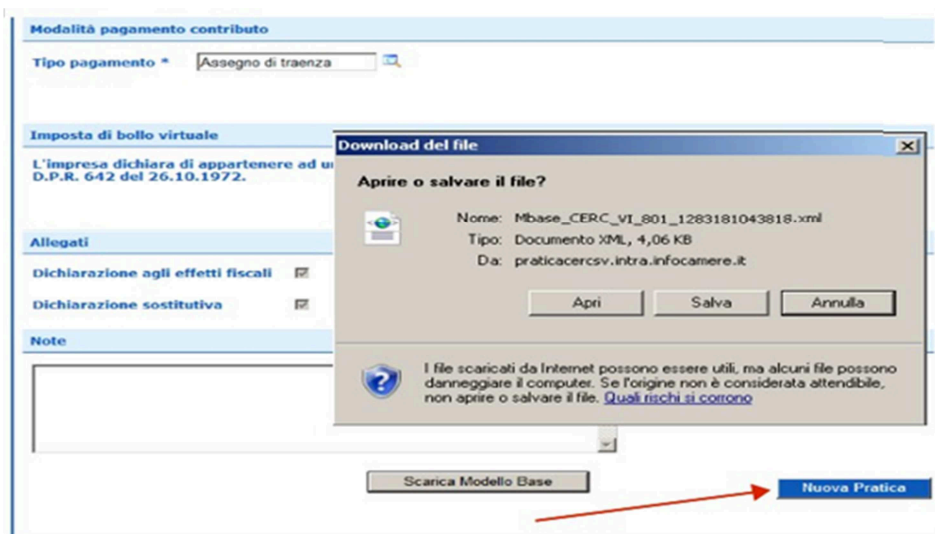 Modalità pagamento contributo
Tipo pagamento * Assegno di traenza
Imposta di bollo virtuale
L'impresa dichiara di appartenere ad
D.P.R. 642 del 26.10.1972.
Allegati
Dichiarazione agli effetti fiscali
Dichiarazione sostitutiva
Note
Download del file
Aprire o salvare il file?
Nome: Mbase_CERC_VI_801_1283181043818.xml
Tipo: Documento XML, 4,06 KB
Da: praticacercsv.intra.infocamere.it
Apri Salva Annulla
I file scaricati da Internet possono essere utili, ma alcuni file possono
danneggiare il computer. Se l'origine non è considerata attendibile,
non aprire o salvare il file. Quali rischi si corrono
Scarica Modello Base
Nuova Pratica